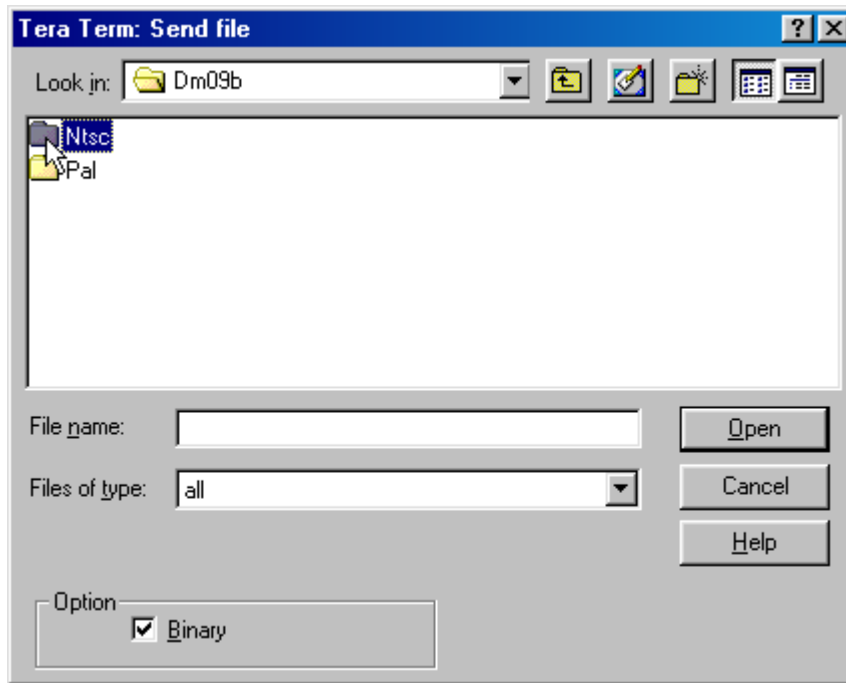 Tera Term: Send file
Look in: Dm09b
Ntsc
Pal
File name:
Open
Files of type: all
Cancel
Help
Option
Binary